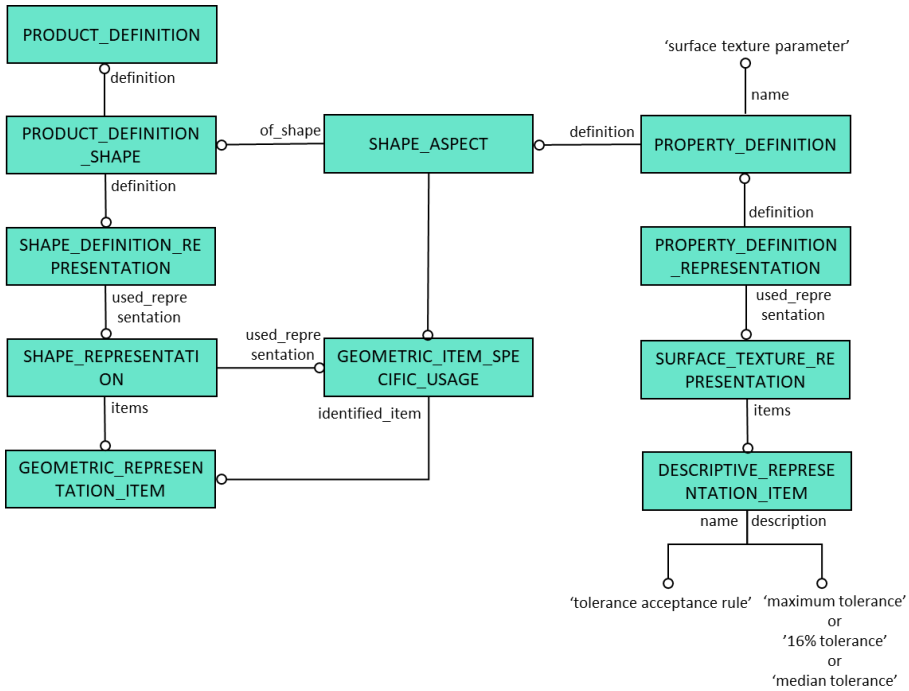 PRODUCT_DEFINITION
definition
PRODUCT_DEFINITION
_SHAPE
definition
SHAPE_DEFINITION_RE
PRESENTATION
used_repre
sentation
SHAPE_REPRESENTATI
ON
items
GEOMETRIC_REPRESEN
TATION_ITEM
of_shape
SHAPE_ASPECT
used_repre
sentation
GEOMETRIC_ITEM_SPE
CIFIC_USAGE
identified_item
‘surface texture parameter’
name
definition
PROPERTY_DEFINITION
definition
PROPERTY_DEFINITION
_REPRESENTATION
used_repre
sentation
SURFACE_TEXTURE_RE
PRESENTATION
items
DESCRIPTIVE_REPRESE
NTATION_ITEM
name
description
‘tolerance acceptance rule’
‘maximum tolerance’
or
’16% tolerance’
or
‘median tolerance’